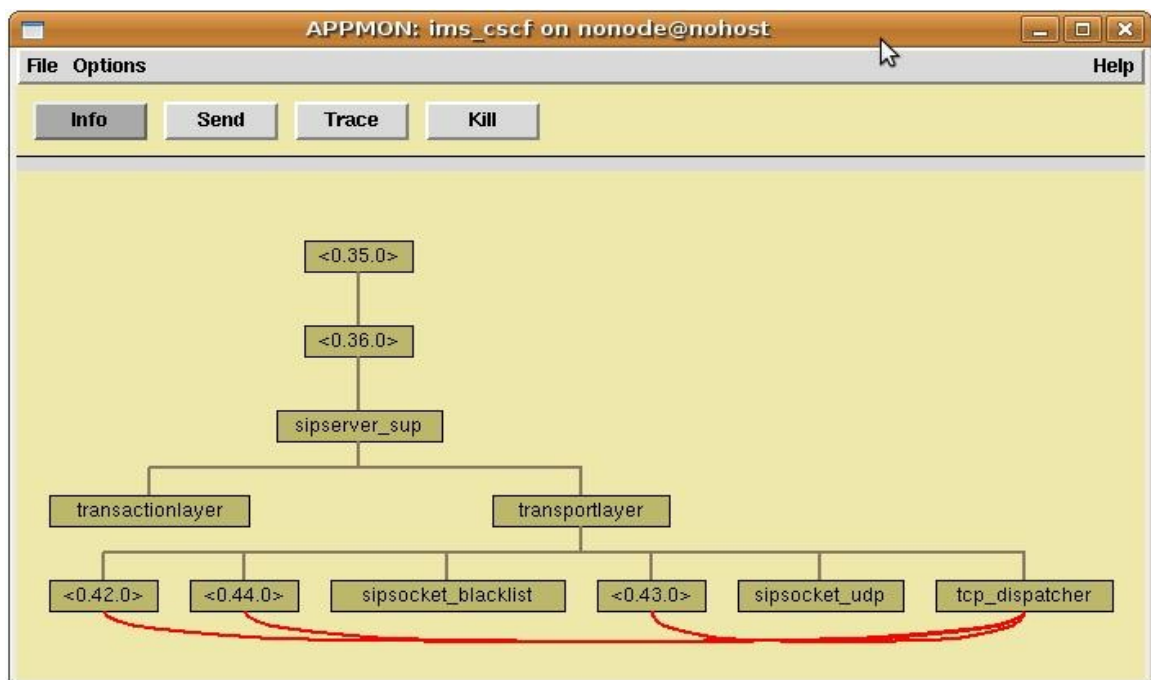 APPMON: ims_cscf on nonode@nohost
File Options Help
Info Send Trace Kill
<0.35.0>
<0.36.0>
sipserver_sup
transactionlayer transportlayer
<0.42.0> <0.44.0> sipsocket_blacklist <0.43.0> sipsocket_udp tcp_dispatcher